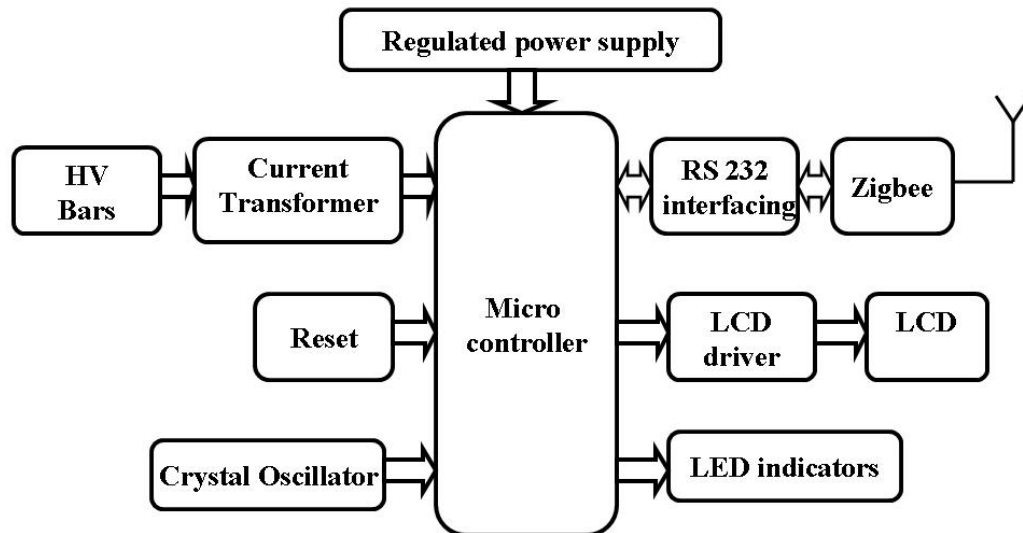 Regulated power supply
HV
Bars
Current
Transformer
RS 232
interfacing
Zigbee
Reset
Micro
controller
LCD
driver
LCD
Crystal Oscillator
LED indicators